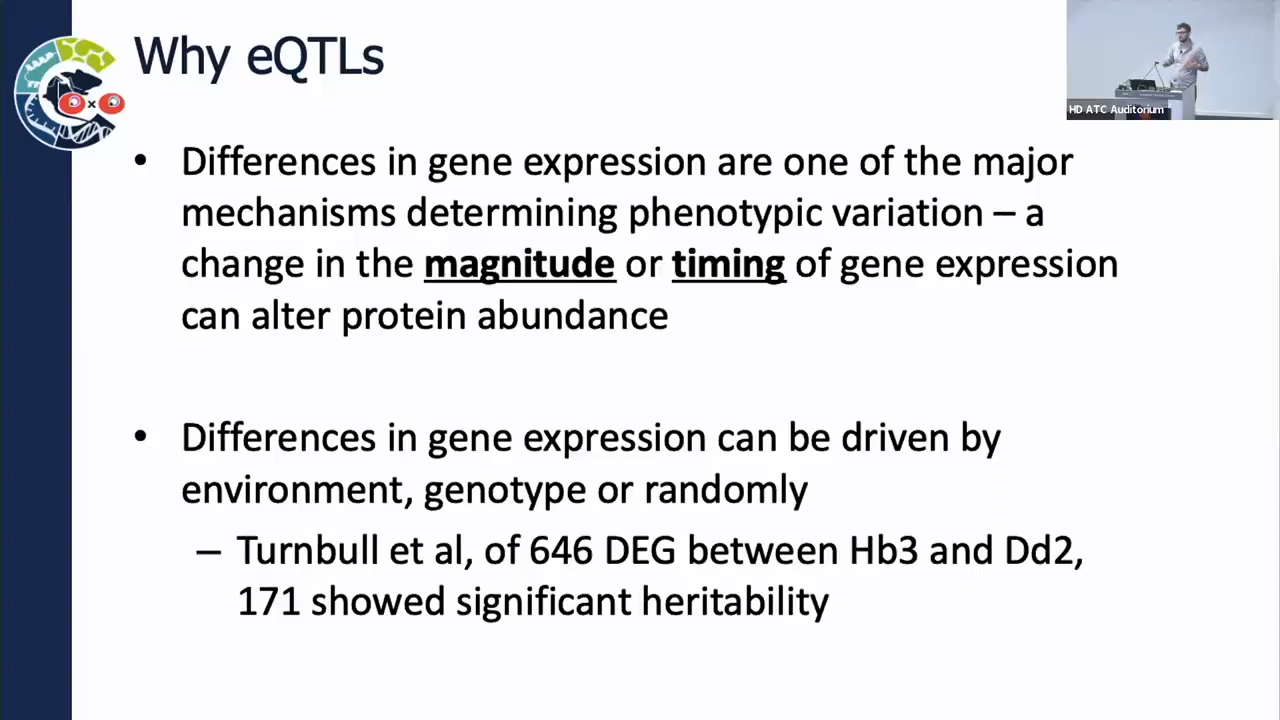 Why eQTLs
HD ATC Auditorium
• Differences in gene expression are one of the major
mechanisms determining phenotypic variation – a
change in the magnitude or timing of gene expression
can alter protein abundance
• Differences in gene expression can be driven by
environment, genotype or randomly
– Turnbull et al, of 646 DEG between Hb3 and Dd2,
171 showed significant heritability